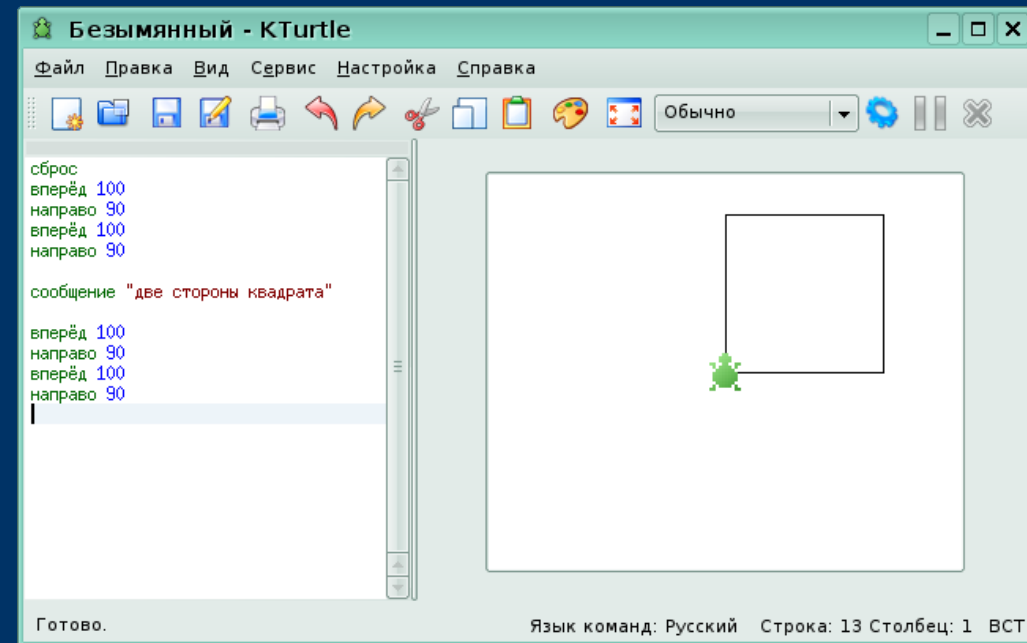 Безымянный - KTurtle
Файл Правка Вид Сервис Настройка Справка
Обычно
сброс
вперёд 100
направо 90
вперёд 100
направо 90
сообщение "две стороны квадрата"
вперёд 100
направо 90
вперёд 100
направо 90
Готово. Язык команд: Русский Строка: 13 Столбец: 1 ВСТ